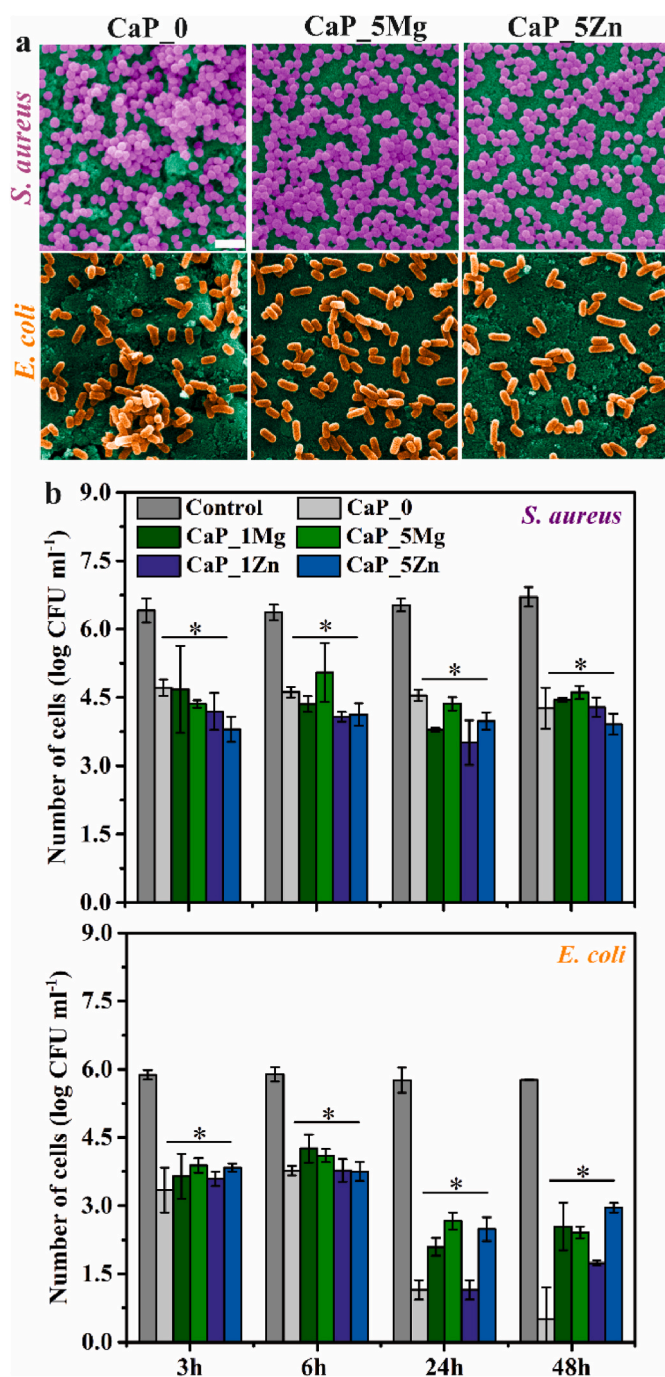 a
CaP_0 CaP_5Mg CaP_5Zn
S. aureus
E. coli
b
9.0
7.5
6.0
4.5
3.0
1.5
0.0
Number of cells (log CFU ml⁻¹)
Control CaP_0
CaP_1Mg CaP_5Mg
CaP_1Zn CaP_5Zn
S. aureus
* * * *
9.0
7.5
6.0
4.5
3.0
1.5
0.0
Number of cells (log CFU ml⁻¹)
E. coli
* * * *
3h 6h 24h 48h